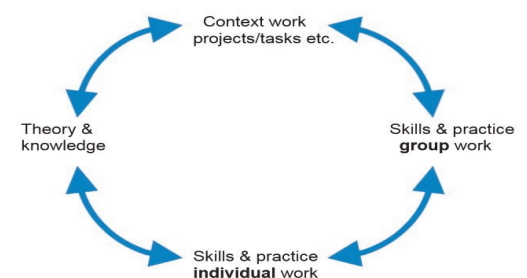 Context work
projects/tasks etc.
Theory &
knowledge
Skills & practice
group work
Skills & practice
individual work